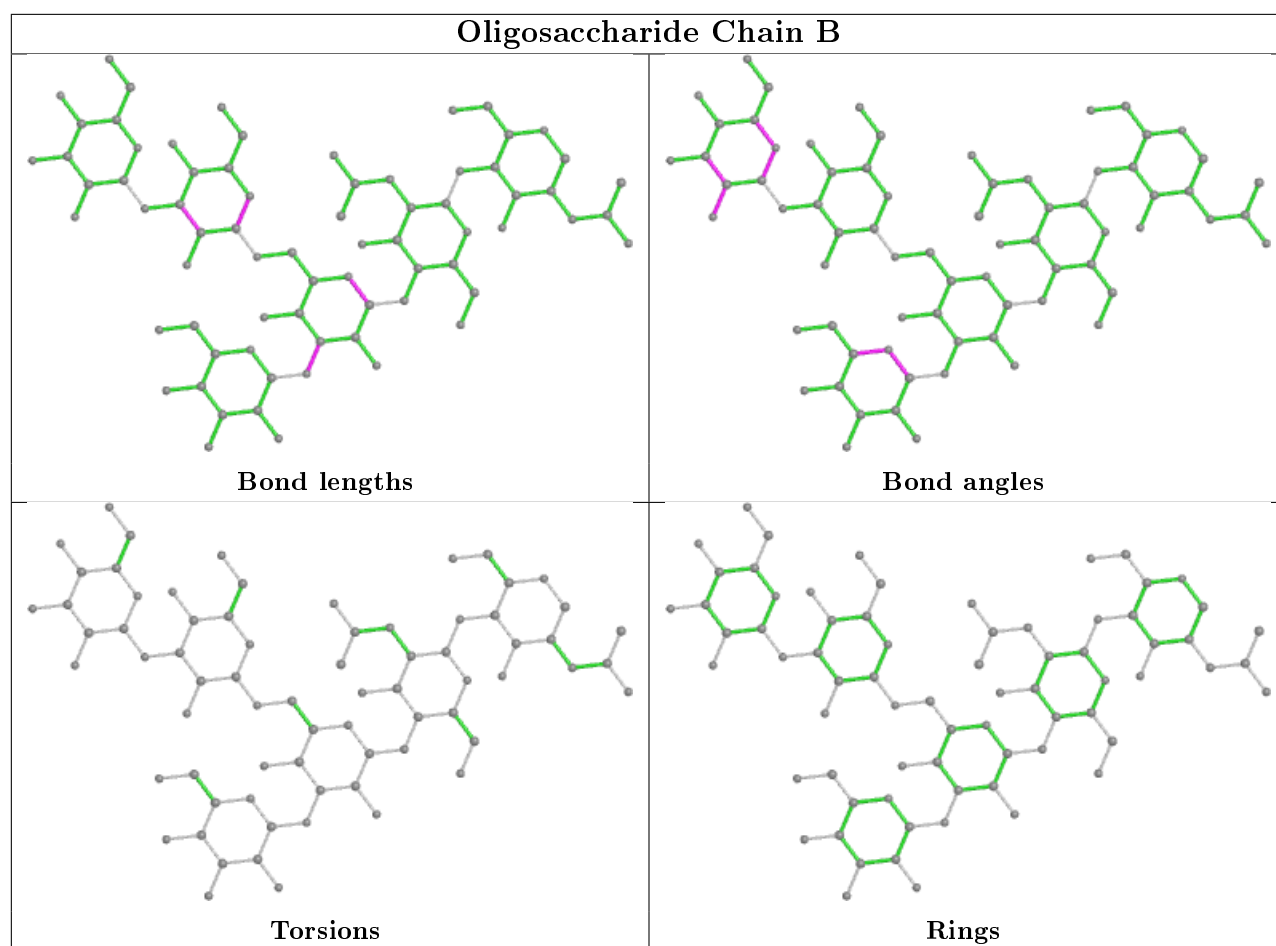 Oligosaccharide Chain B
Bond lengths
Bond angles
Torsions
Rings